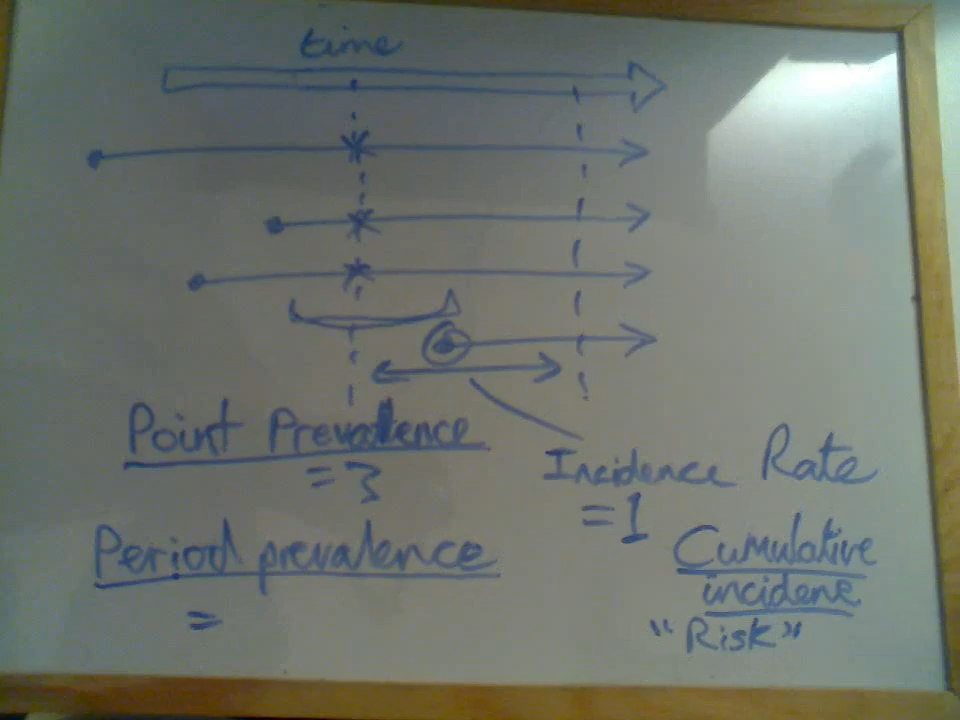 time
Point Prevalence
= 3
Period prevalence
=
Incidence Rate
= 1
Cumulative
incidene
"Risk"